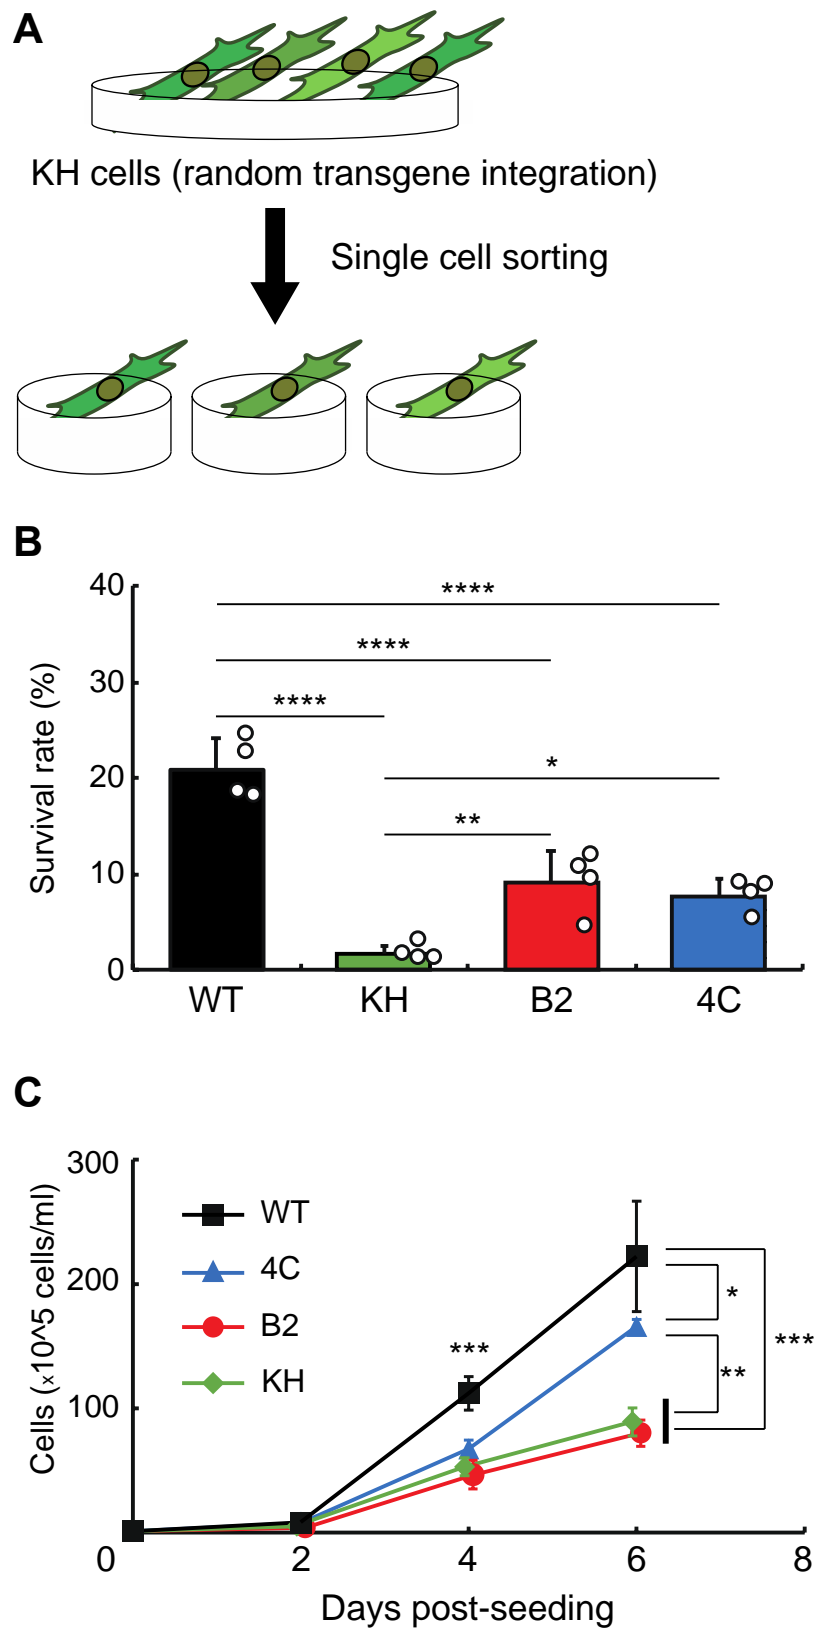 A
KH cells (random transgene integration)
Single cell sorting
B
Survival rate (%)
40
30
20
10
0
****
****
****
*
**
WT
KH
B2
4C
C
Cells (x10^5 cells/ml)
300
200
100
0
WT
4C
B2
KH
***
*
***
**
2
4
6
8
Days post-seeding